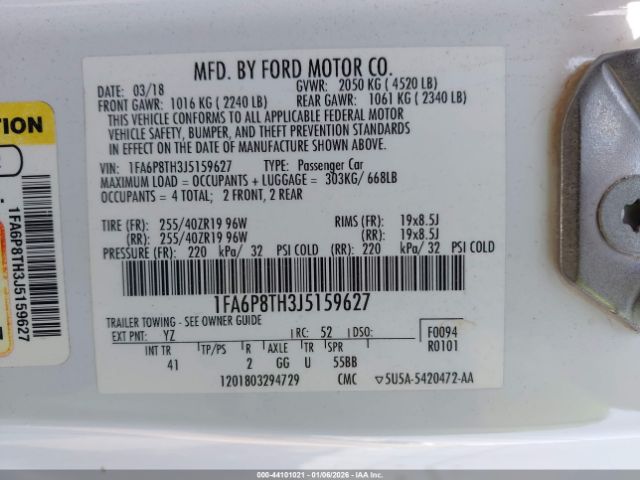 MFD. BY FORD MOTOR CO.
DATE: 03/18 GVWR: 2050 KG ( 4520 LB)
FRONT GAWR: 1016 KG ( 2240 LB) REAR GAWR: 1061 KG ( 2340 LB)
THIS VEHICLE CONFORMS TO ALL APPLICABLE FEDERAL MOTOR
VEHICLE SAFETY, BUMPER, AND THEFT PREVENTION STANDARDS
IN EFFECT ON THE DATE OF MANUFACTURE SHOWN ABOVE.
VIN: 1FA6P8TH3J5159627 TYPE: Passenger Car
MAXIMUM LOAD = OCCUPANTS + LUGGAGE = 303KG/ 668LB
OCCUPANTS = 4 TOTAL; 2 FRONT, 2 REAR
TIRE (FR): 255/40ZR19 96W RIMS (FR): 19x8.5J
(RR): 255/40ZR19 96W (RR): 19x8.5J
PRESSURE (FR): 220 kPa/ 32 PSI COLD (RR): 220 kPa/ 32 PSI COLD
1FA6P8TH3J5159627
TRAILER TOWING - SEE OWNER GUIDE
EXT PNT: YZ RC: 52 DSO: F0094
INT TR TP/PS R AXLE TR SPR R0101
41 2 GG U 55BB
1201803294729 CMC ▽5U5A-5420472-AA
TION
1FA6P8TH3J5159627
000-44101021 - 01/06/2026 - IAA Inc.